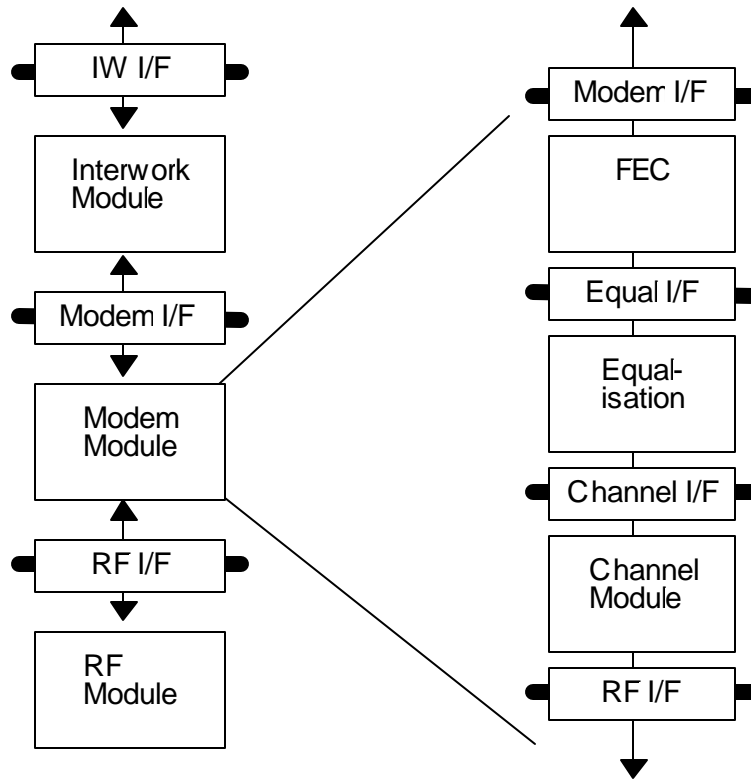 IW I/F
Interwork
Module
Modem I/F
Modem
Module
RF I/F
RF
Module
Modem I/F
FEC
Equal I/F
Equal-
isation
Channel I/F
Channel
Module
RF I/F